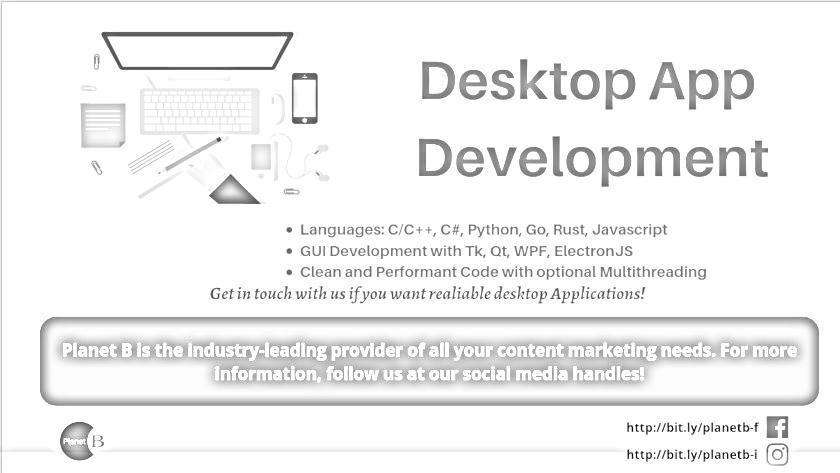 Desktop App
Development
• Languages: C/C++, C#, Python, Go, Rust, Javascript
• GUI Development with Tk, Qt, WPF, ElectronJS
• Clean and Performant Code with optional Multithreading
Get in touch with us if you want realiable desktop Applications!
Planet B is the industry-leading provider of all your content marketing needs. For more
information, follow us at our social media handles!
http://bit.ly/planetb-f
Planet B
http://bit.ly/planetb-i